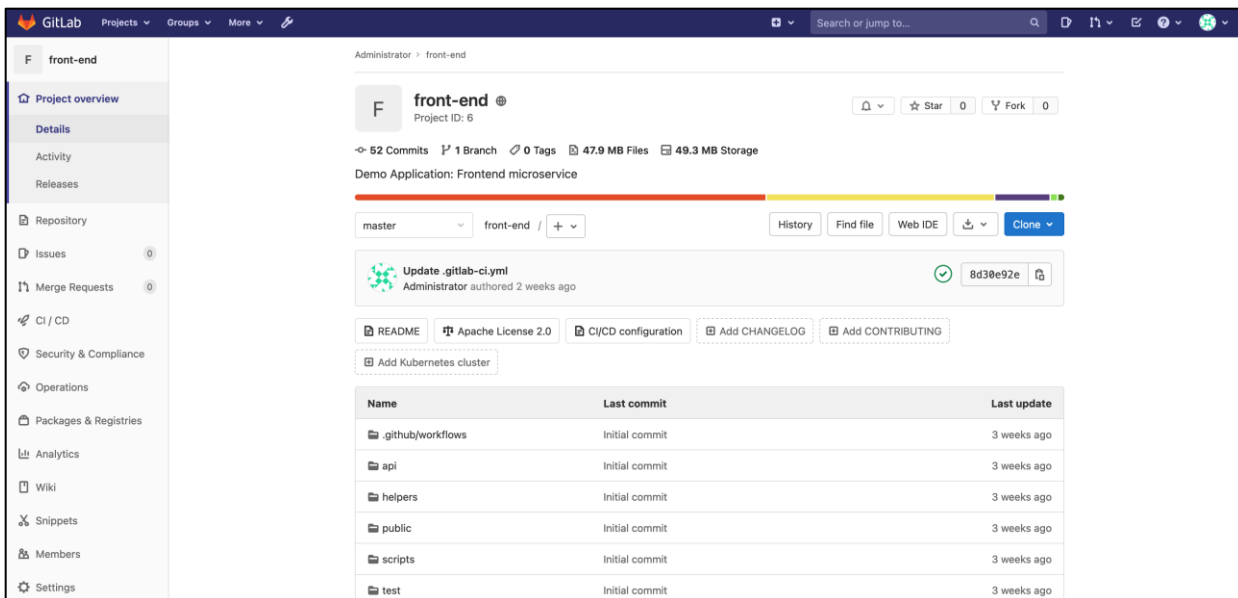 GitLab Projects Groups More Search or jump to...
F front-end
Project overview
Details
Activity
Releases
Repository
Issues 0
Merge Requests 0
CI / CD
Security & Compliance
Operations
Packages & Registries
Analytics
Wiki
Snippets
Members
Settings
Administrator > front-end
F front-end
Project ID: 6
Star 0 Fork 0
52 Commits 1 Branch 0 Tags 47.9 MB Files 49.3 MB Storage
Demo Application: Frontend microservice
master front-end / + History Find file Web IDE Clone
Update .gitlab-ci.yml
Administrator authored 2 weeks ago
8d30e92e
README Apache License 2.0 CI/CD configuration Add CHANGELOG Add CONTRIBUTING
Add Kubernetes cluster
Name Last commit Last update
.github/workflows Initial commit 3 weeks ago
api Initial commit 3 weeks ago
helpers Initial commit 3 weeks ago
public Initial commit 3 weeks ago
scripts Initial commit 3 weeks ago
test Initial commit 3 weeks ago